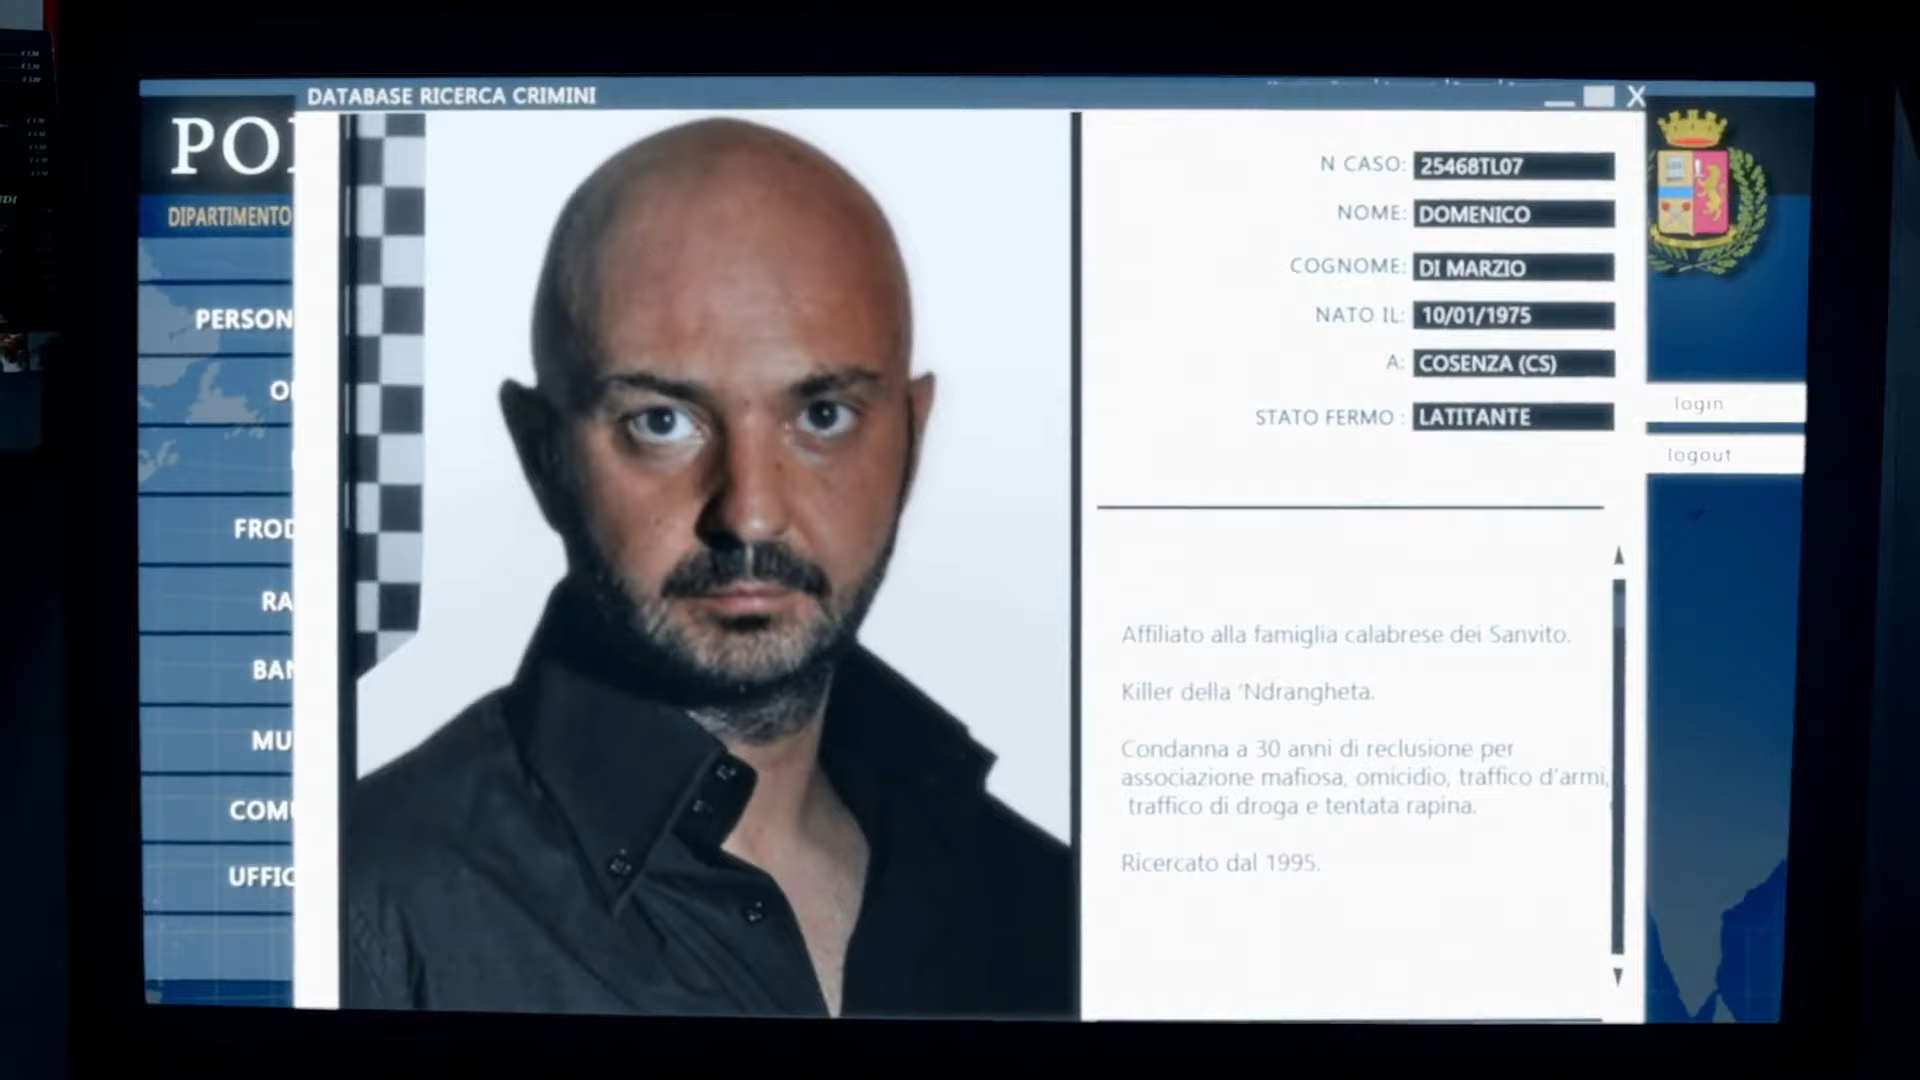 DATABASE RICERCA CRIMINI
X
PO
DIPARTIMENTO
PERSON
O
FROD
RA
BAN
MU
COMU
UFFIC
N CASO: 25468TL07
NOME: DOMENICO
COGNOME: DI MARZIO
NATO IL: 10/01/1975
A: COSENZA (CS)
STATO FERMO : LATITANTE
login
logout
Affiliato alla famiglia calabrese dei Sanvito.
Killer della ‘Ndrangheta.
Condanna a 30 anni di reclusione per
associazione mafiosa, omicidio, traffico d'armi,
traffico di droga e tentata rapina.
Ricercato dal 1995.